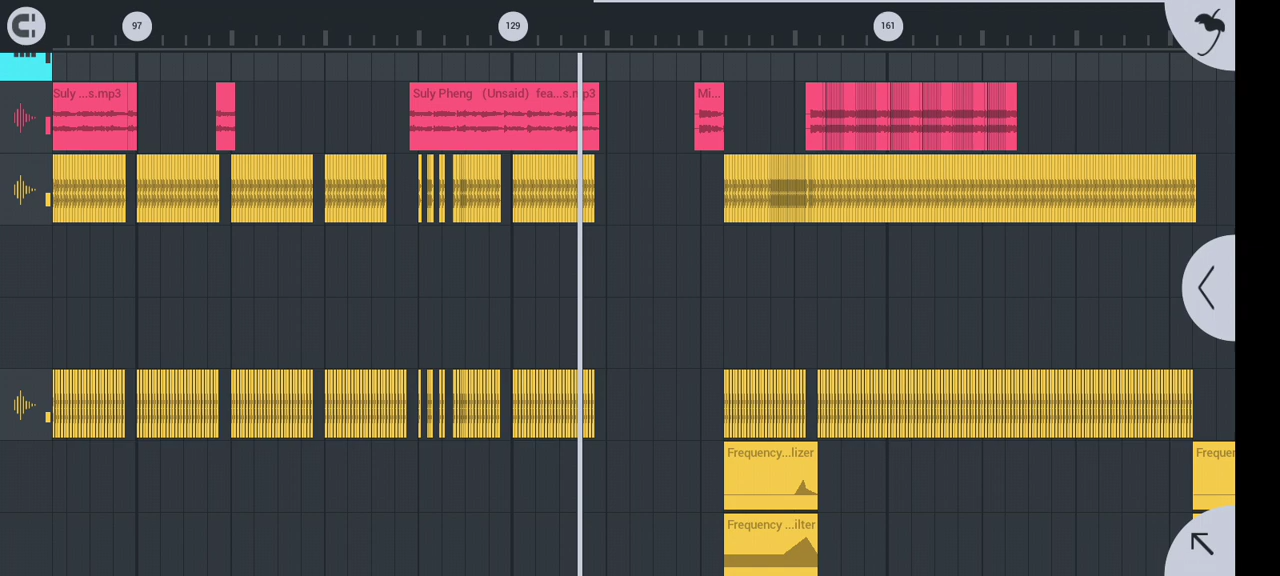 97
129
161
Suly ...s.mp3
Suly Pheng （Unsaid）fea...s.mp3
Mi...
Frequency...lizer
Frequen
Frequency ...ilter